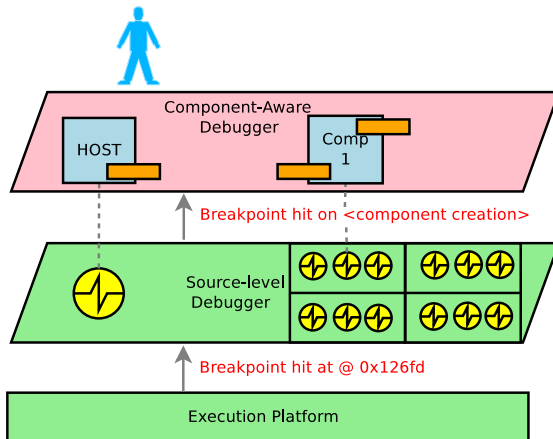 Component-Aware
Debugger
HOST
Comp
1
Breakpoint hit on <component creation>
Source-level
Debugger
Breakpoint hit at @ 0x126fd
Execution Platform